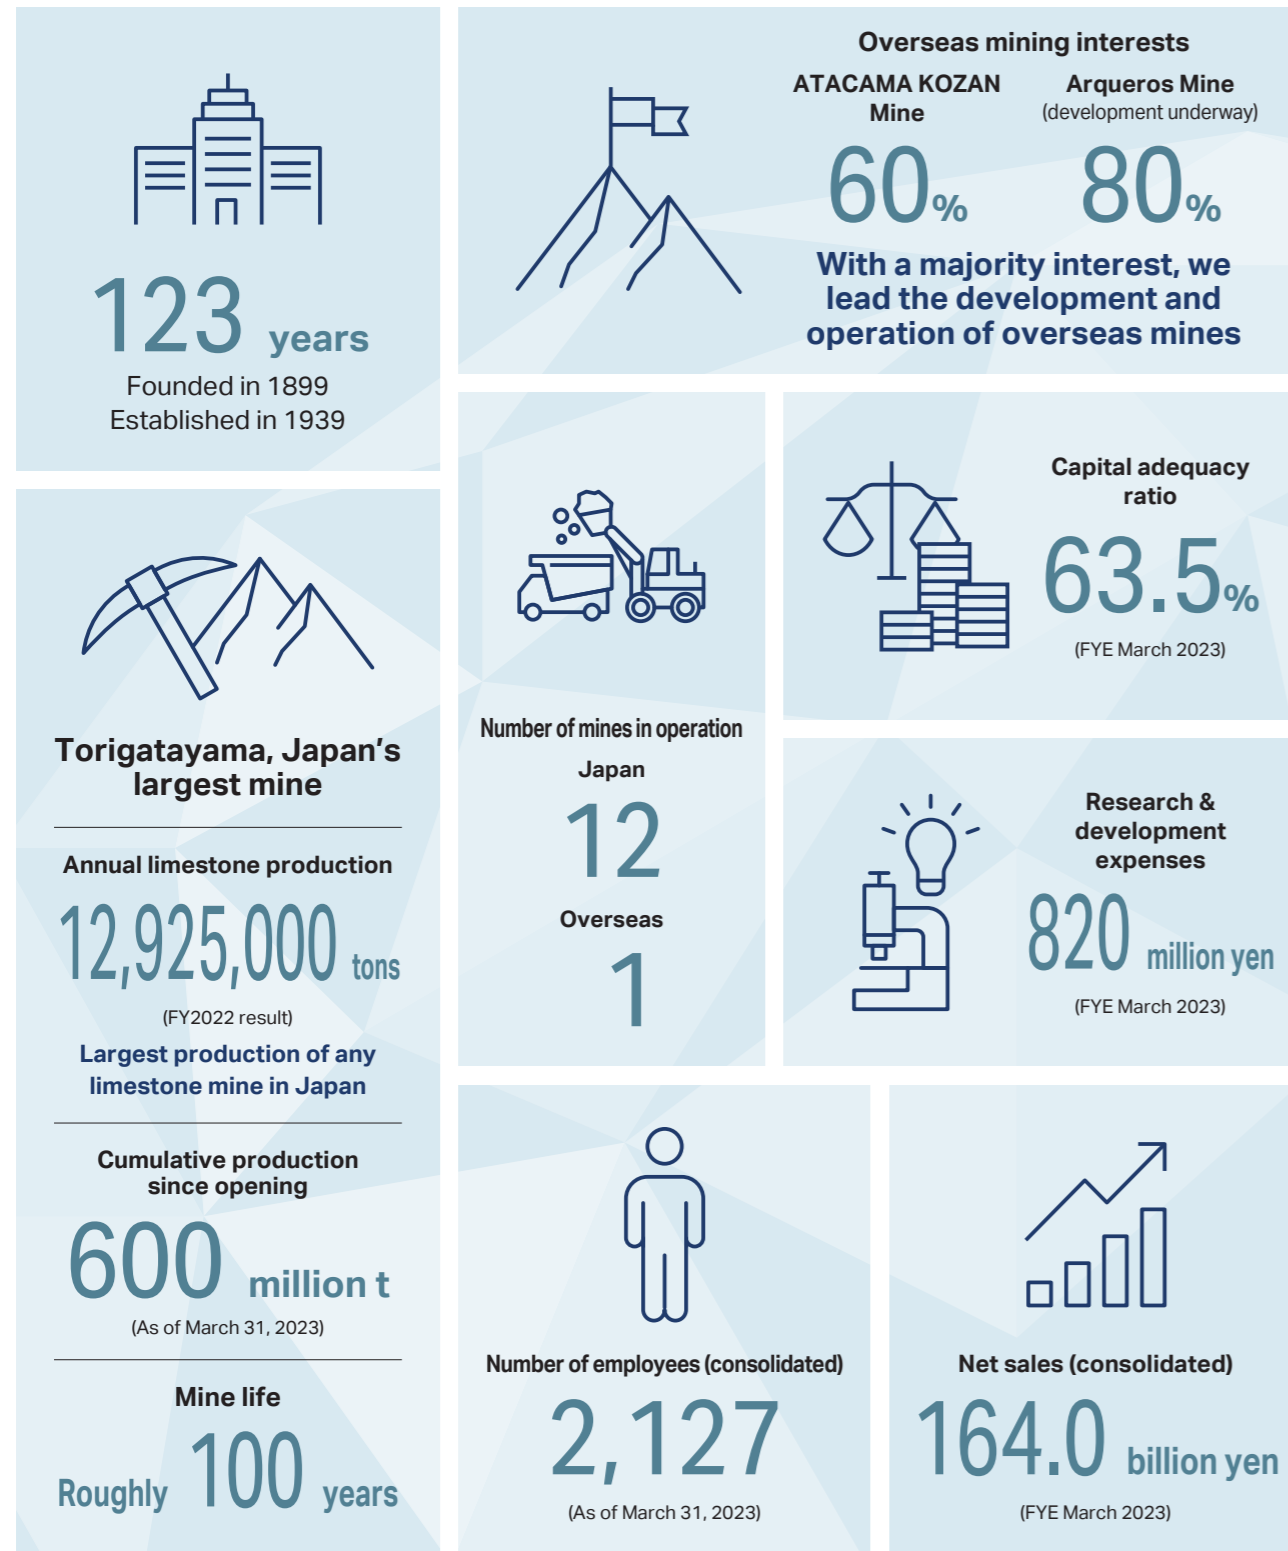 123 years
Founded in 1899
Established in 1939
Overseas mining interests
ATACAMA KOZAN
Mine
60%
Arqueros Mine
(development underway)
80%
With a majority interest, we
lead the development and
operation of overseas mines
Torigatayama, Japan's
largest mine
Annual limestone production
12,925,000 tons
(FY2022 result)
Largest production of any
limestone mine in Japan
Cumulative production
since opening
600 million t
(As of March 31, 2023)
Mine life
Roughly 100 years
Number of mines in operation
Japan
12
Overseas
1
Capital adequacy
ratio
63.5%
(FYE March 2023)
Research &
development
expenses
820 million yen
(FYE March 2023)
Number of employees (consolidated)
2,127
(As of March 31, 2023)
Net sales (consolidated)
164.0 billion yen
(FYE March 2023)